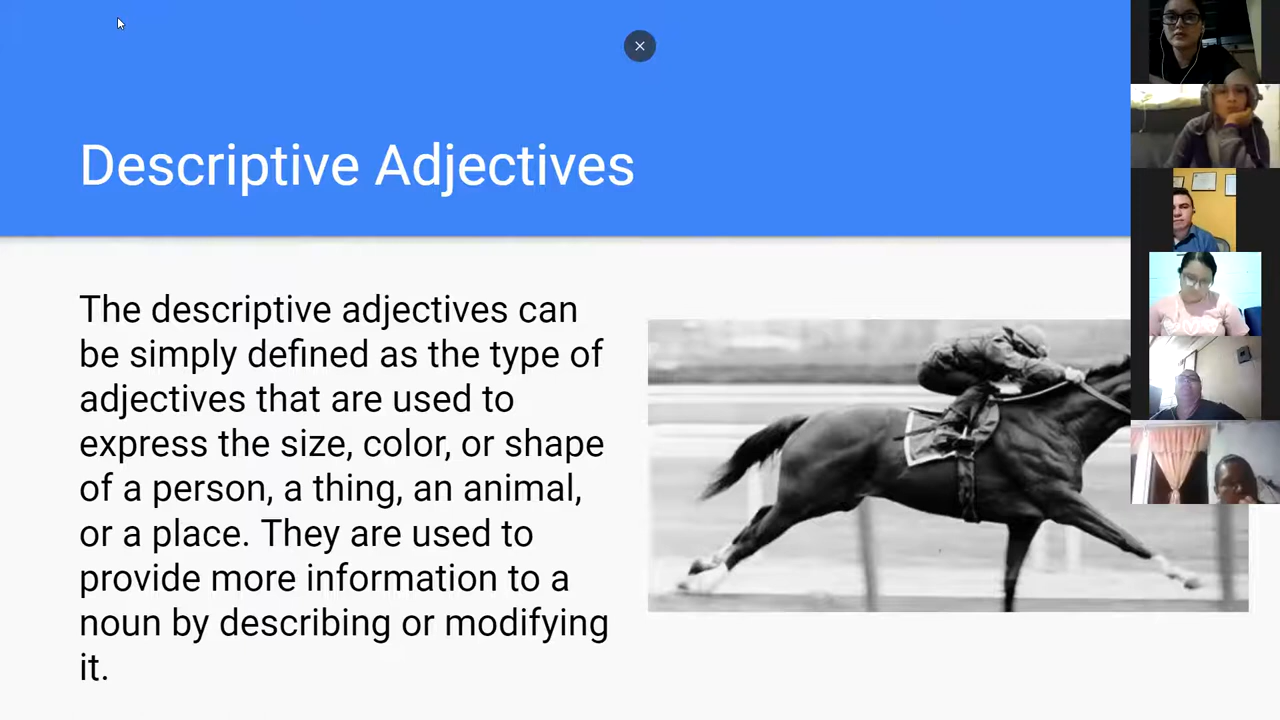 Descriptive Adjectives
The descriptive adjectives can
be simply defined as the type of
adjectives that are used to
express the size, color, or shape
of a person, a thing, an animal,
or a place. They are used to
provide more information to a
noun by describing or modifying
it.